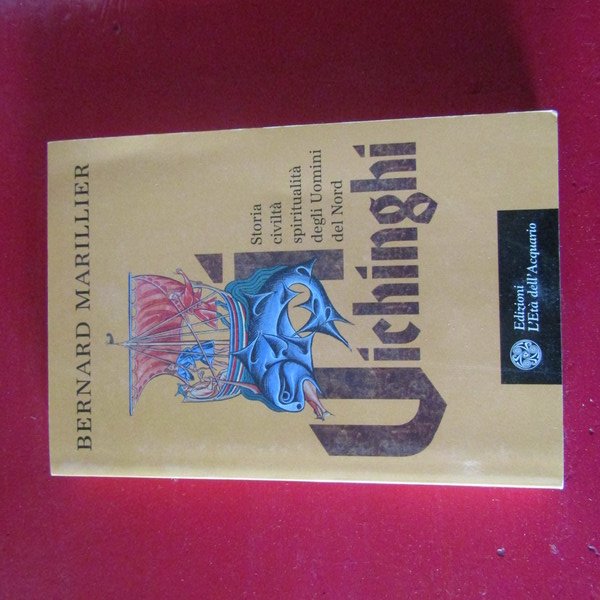 BERNARD MARILLIER
Storia
civiltà
spiritualità
degli Uomini
del Nord
Vichinghi
Edizioni
L'Età dell'Acquario